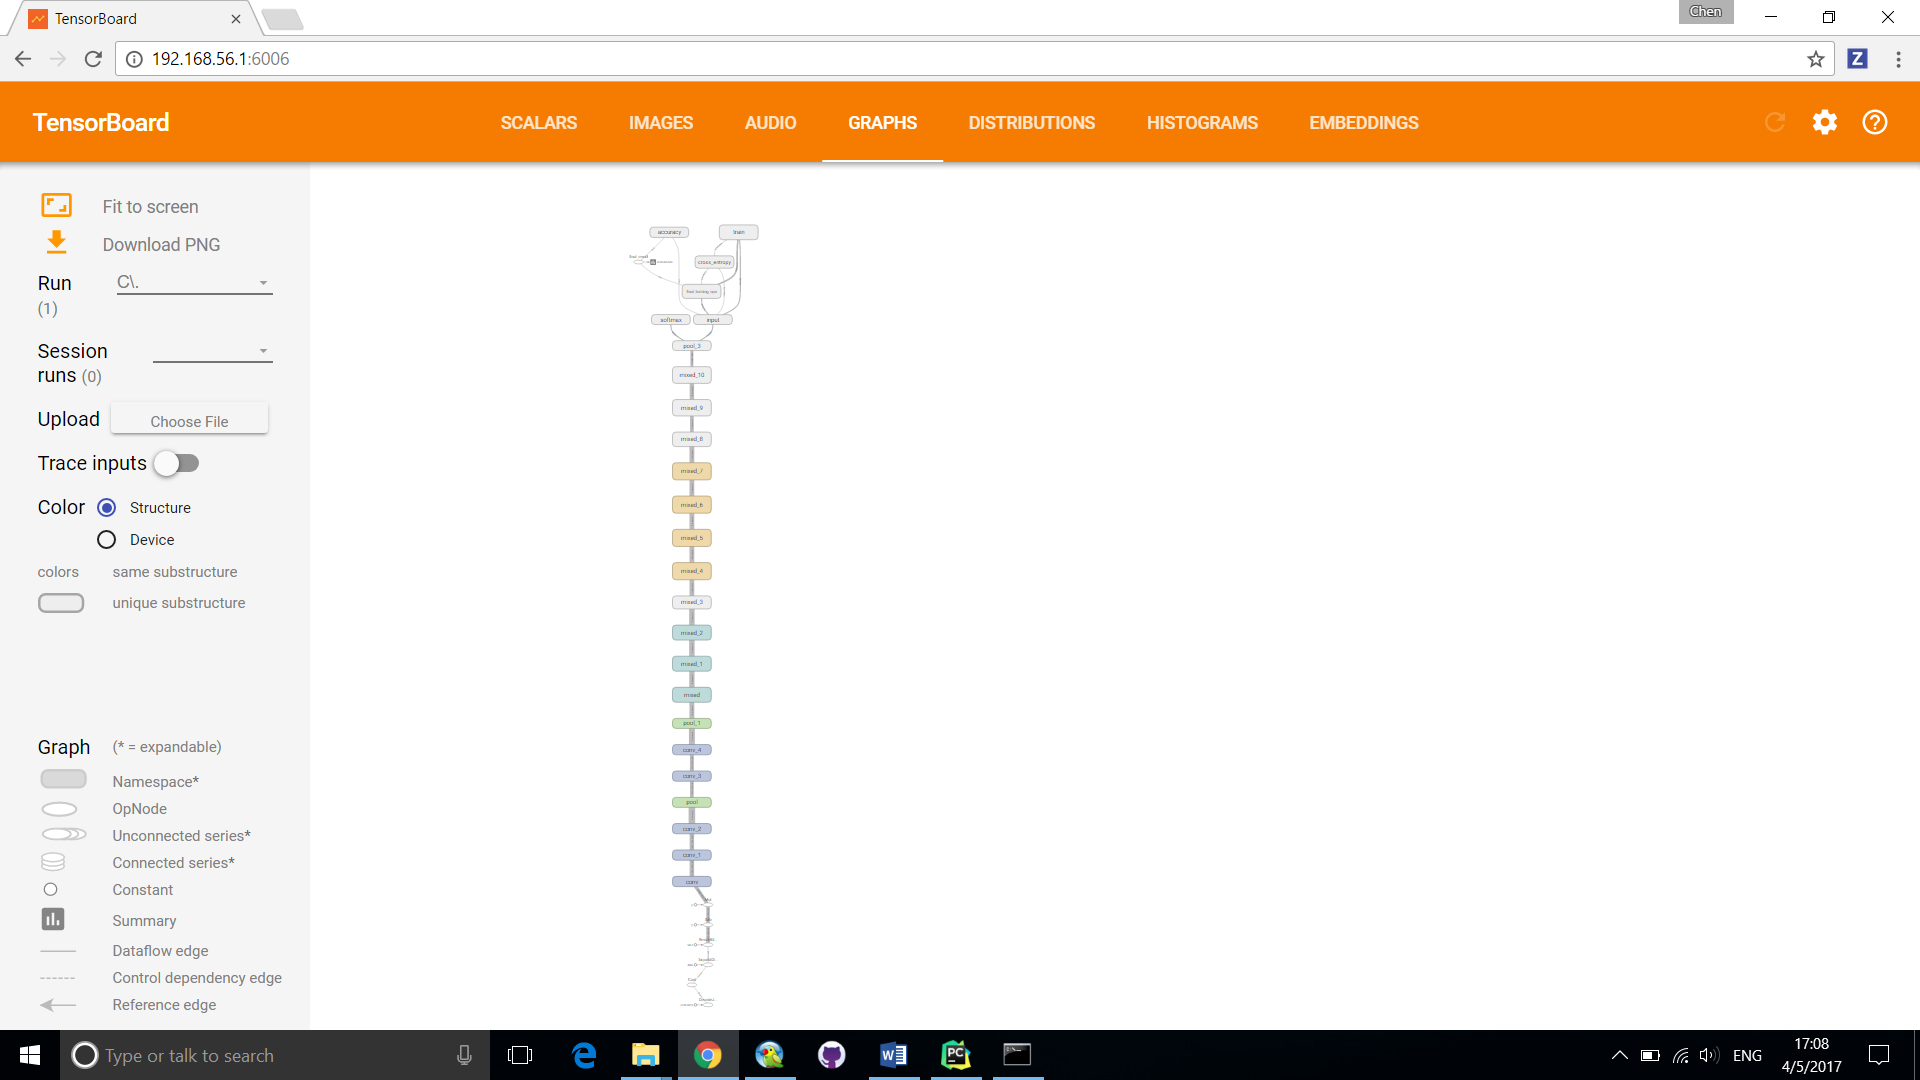 TensorBoard
Chen
192.168.56.1:6006
Z
TensorBoard
SCALARS
IMAGES
AUDIO
GRAPHS
DISTRIBUTIONS
HISTOGRAMS
EMBEDDINGS
Fit to screen
Download PNG
Run
C\.
(1)
Session
runs (0)
Upload
Choose File
Trace inputs
Color
Structure
Device
colors
same substructure
unique substructure
Graph
(* = expandable)
Namespace*
OpNode
Unconnected series*
Connected series*
Constant
Summary
Dataflow edge
Control dependency edge
Reference edge
accuracy
train
cross_entropy
softmax
input
pool_3
mixed_10
mixed_9
mixed_8
mixed_7
mixed_6
mixed_5
mixed_4
mixed_3
mixed_2
mixed_1
mixed
pool_1
conv_4
conv_3
pool
conv_2
conv_1
conv
Type or talk to search
W
PC
ENG
17:08
4/5/2017